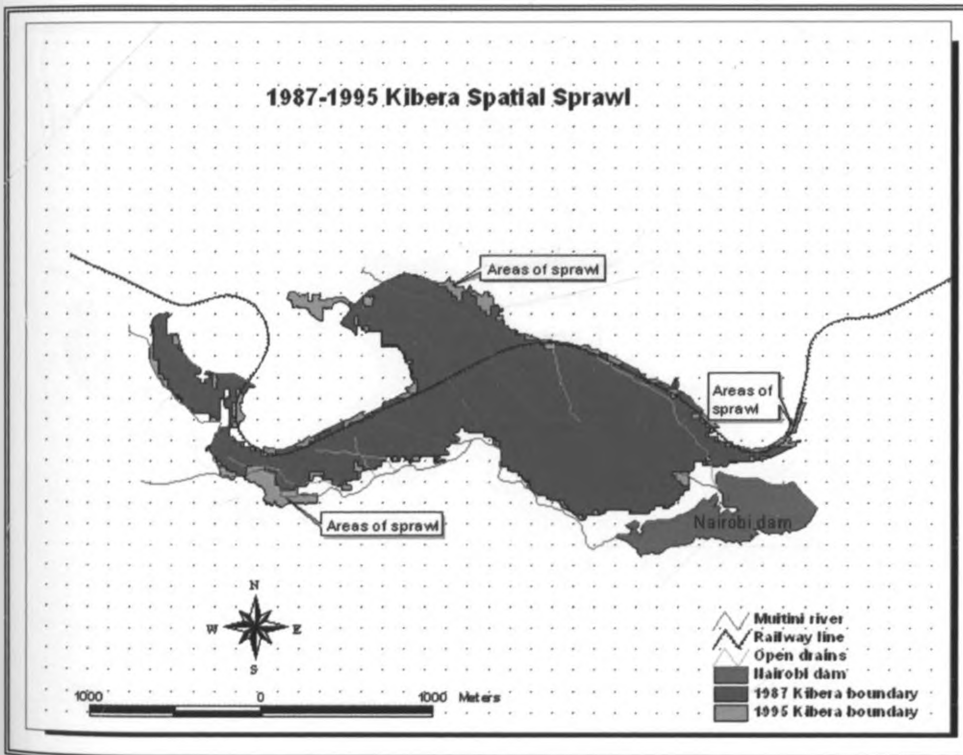 1987-1995 Kibera Spatial Sprawl
Areas of sprawl
Areas of
sprawl
Areas of sprawl
Nairobi dam
N
W E
S
1000 0 1000 Meters
Muitini river
Railway line
Open drains
Nairobi dam
1987 Kibera boundary
1995 Kibera boundary